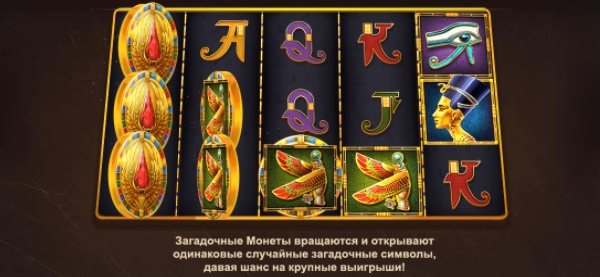 A Q K
Q J
K
Загадочные Монеты вращаются и открывают
одинаковые случайные загадочные символы,
давая шанс на крупные выигрыши!